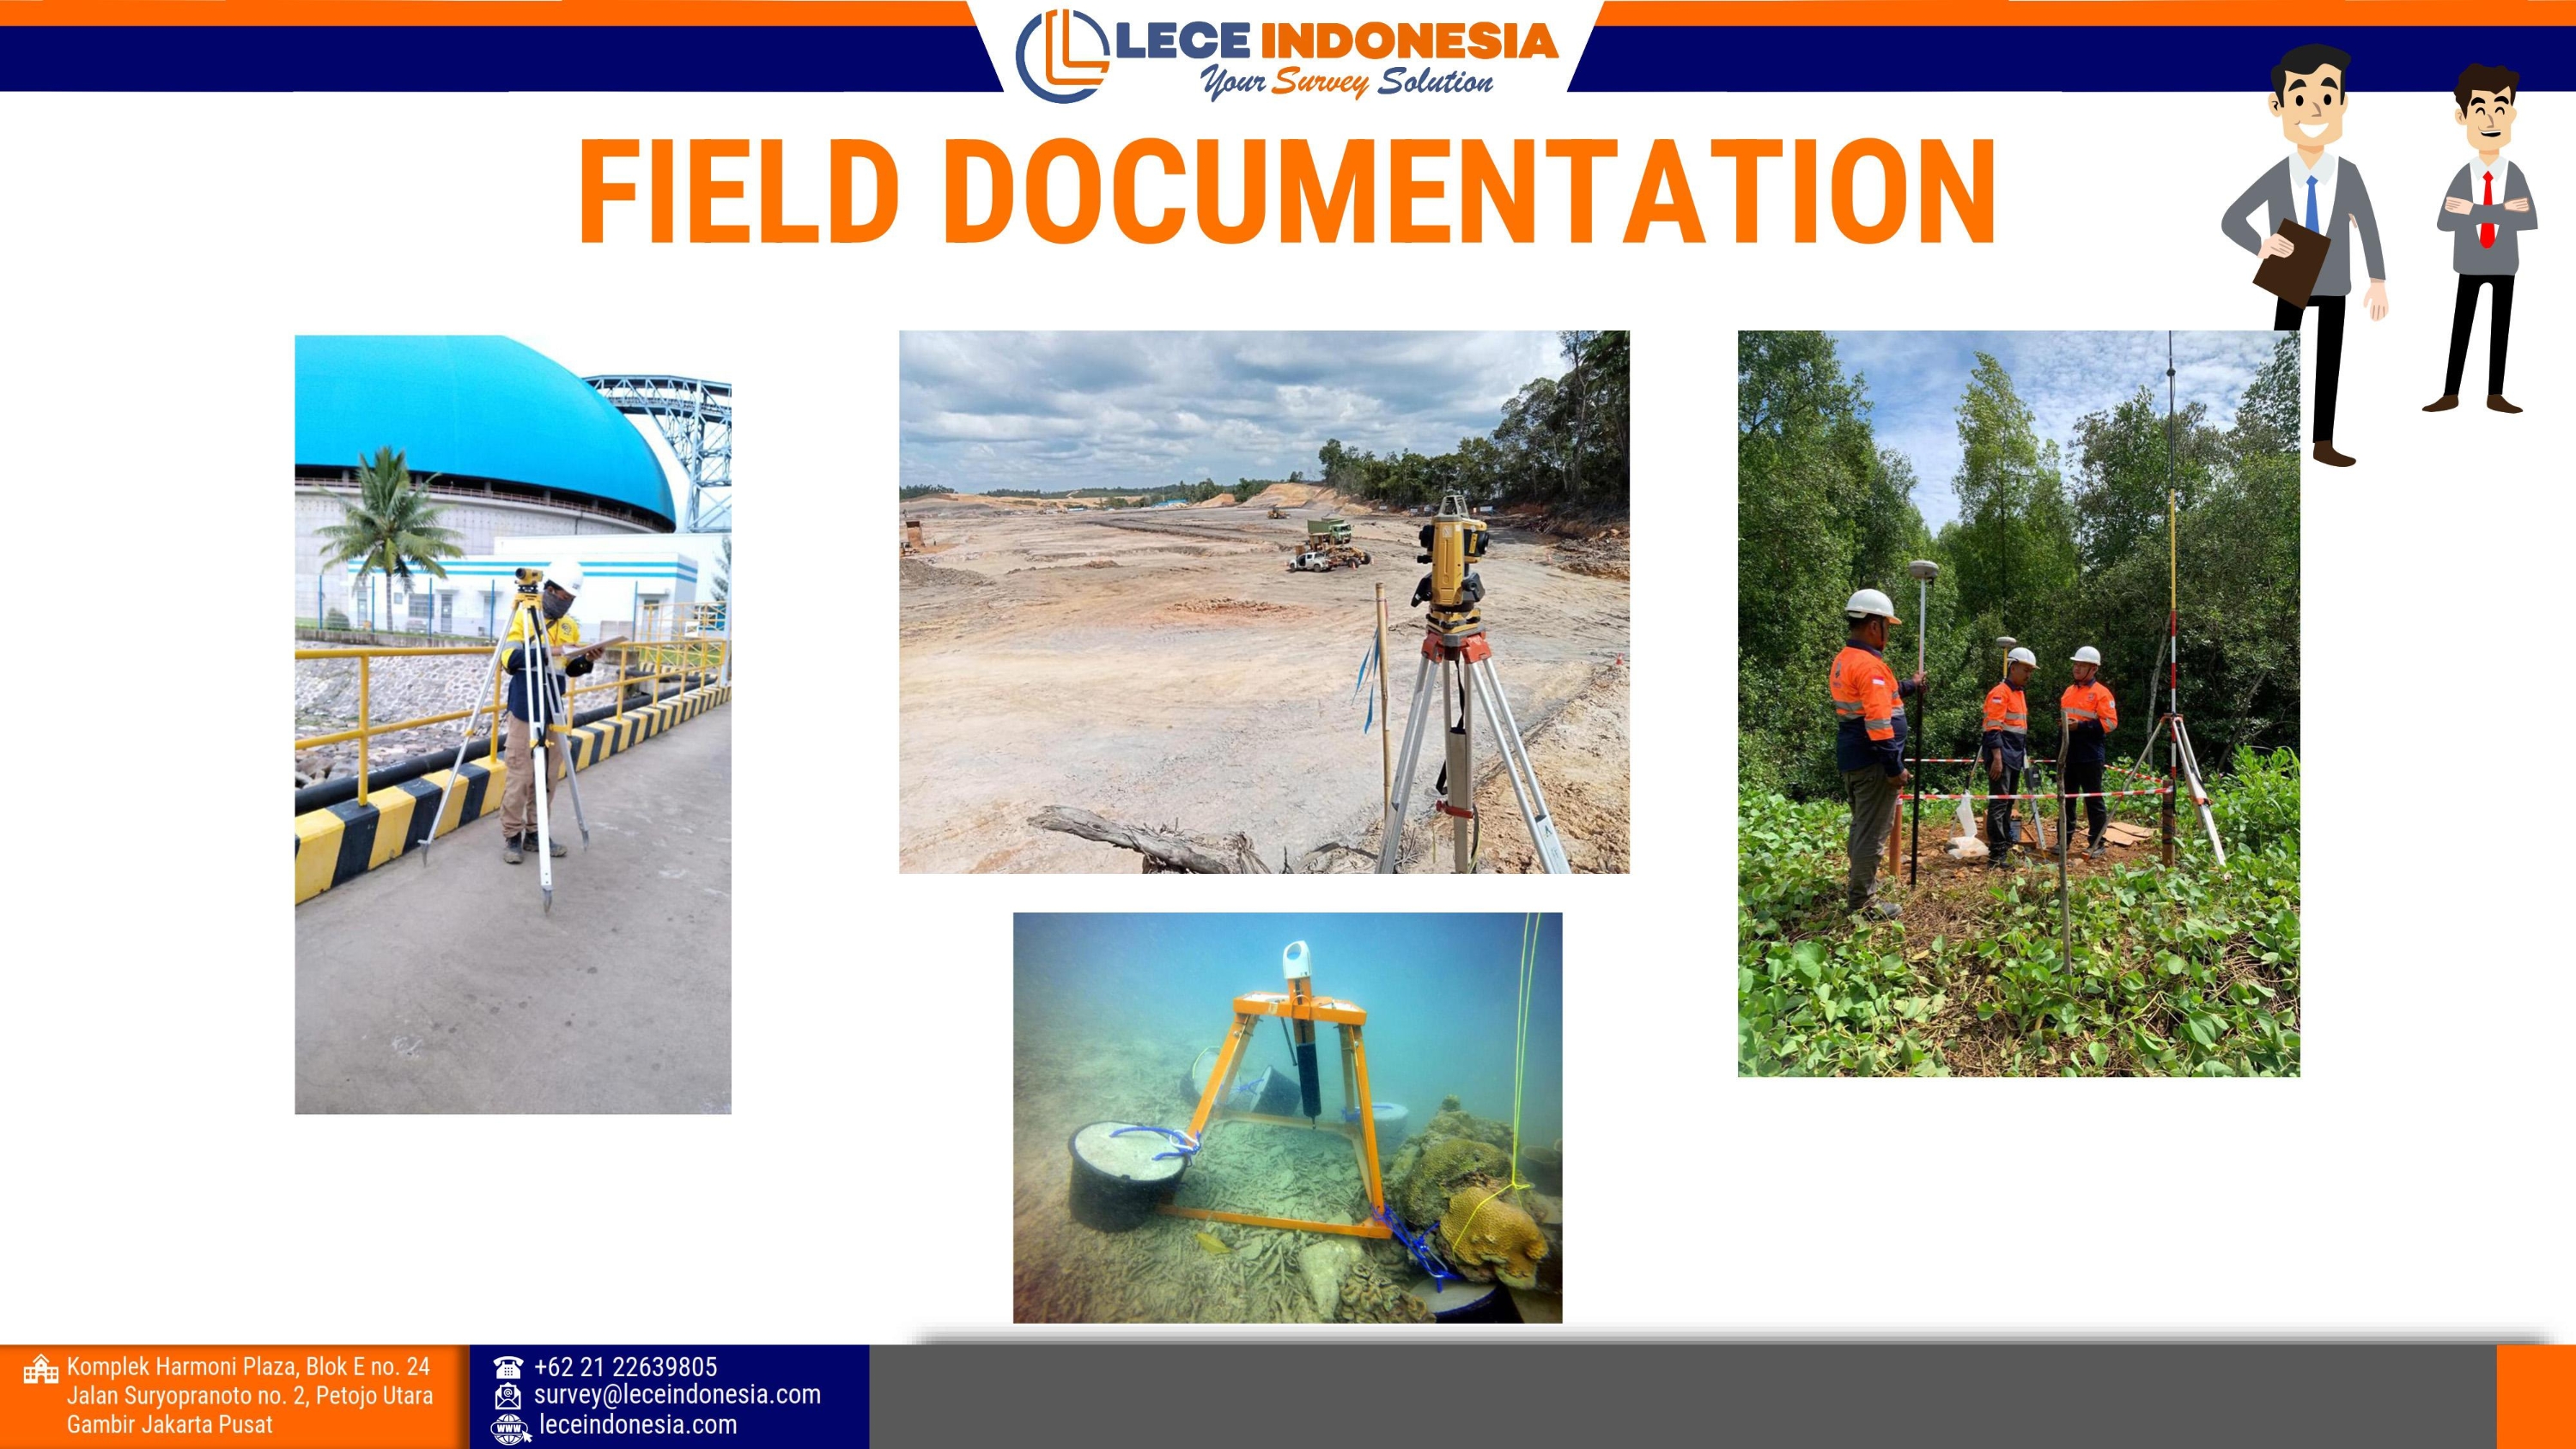 LECE INDONESIA
Your Survey Solution
FIELD DOCUMENTATION
Komplek Harmoni Plaza, Blok E no. 24
Jalan Suryopranoto no. 2, Petojo Utara
Gambir Jakarta Pusat
+62 21 22639805
survey@leceindonesia.com
WWW
leceindonesia.com